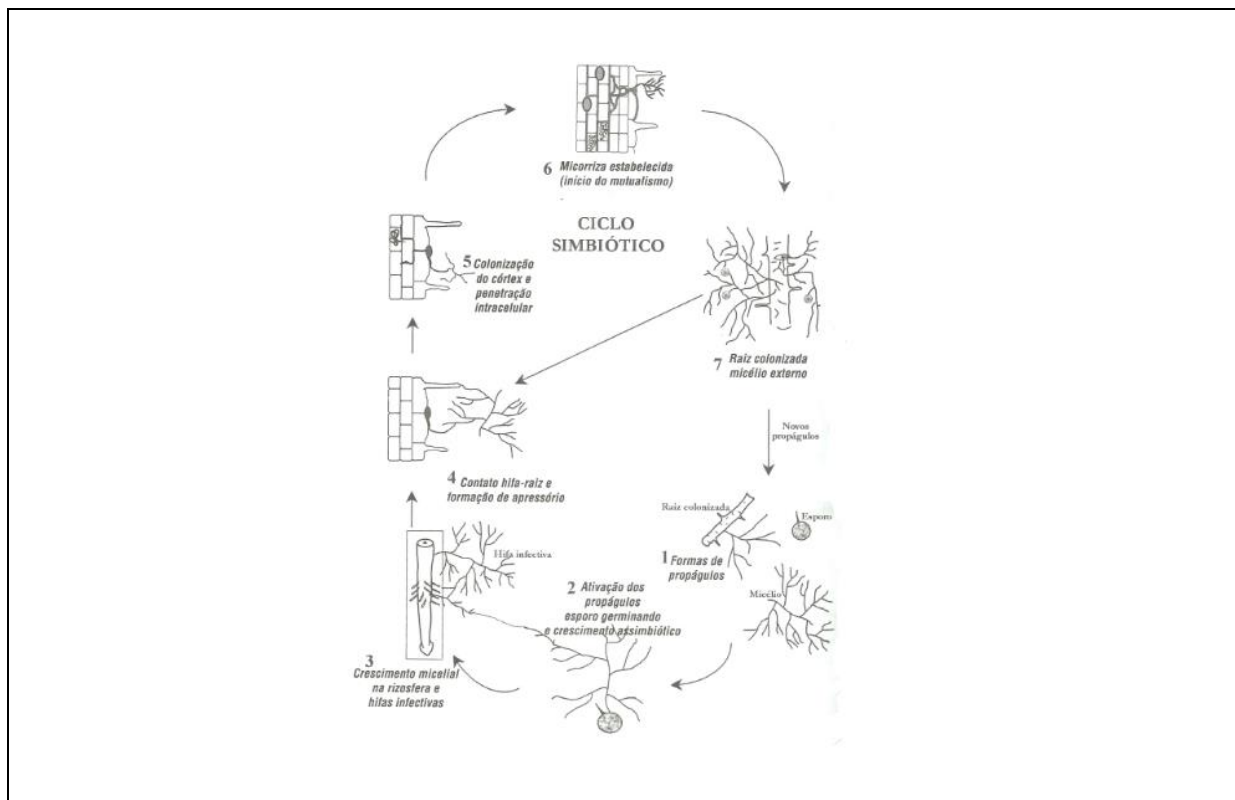 6 Micorriza estabelecida
(início do mutualismo)
CICLO
SIMBIÓTICO
5 Colonização
do córtex e
penetração
intracelular
7 Raiz colonizada
micélio externo
Novos
propágulos
4 Contato hifa-raiz e
formação de apressório
Raiz colonizada
Esporo
1 Formas de
propágulos
Hifa infectiva
2 Ativação dos
propágulos
esporo germinando
e crescimento assimbiótico
Micélio
3
Crescimento micelial
na rizosfera e
hifas infectivas